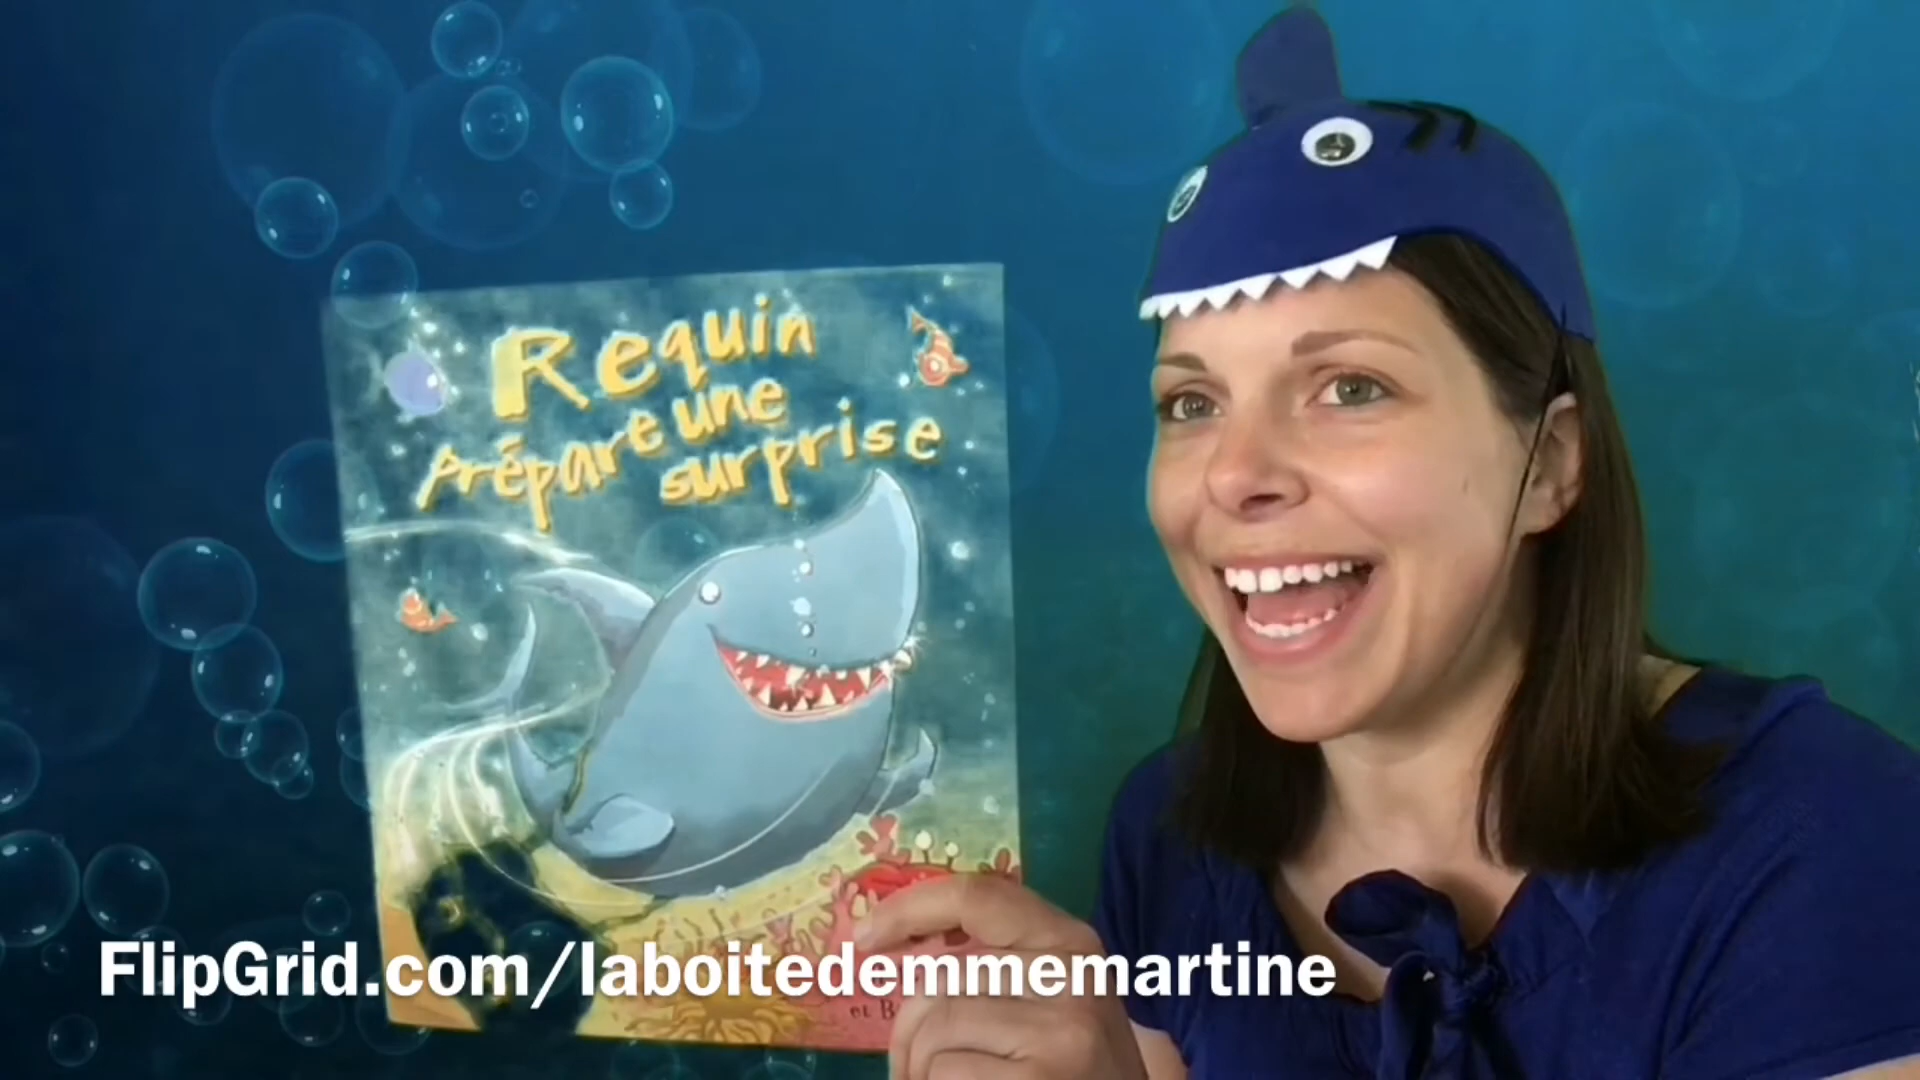 Requin
prépare une
surprise
FlipGrid.com/laboitedemmemartine